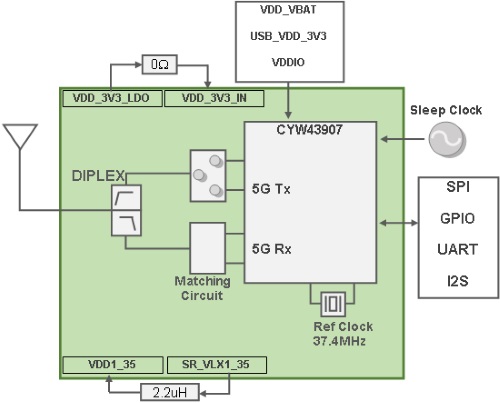 VDD_VBAT
USB_VDD_3V3
VDDIO
0Ω
VDD_3V3_LDO
VDD_3V3_IN
CYW43907
Sleep Clock
DIPLEX
5G Tx
5G Rx
Matching
Circuit
SPI
GPIO
UART
I2S
Ref Clock
37.4MHz
VDD1_35
SR_VLX1_35
2.2uH